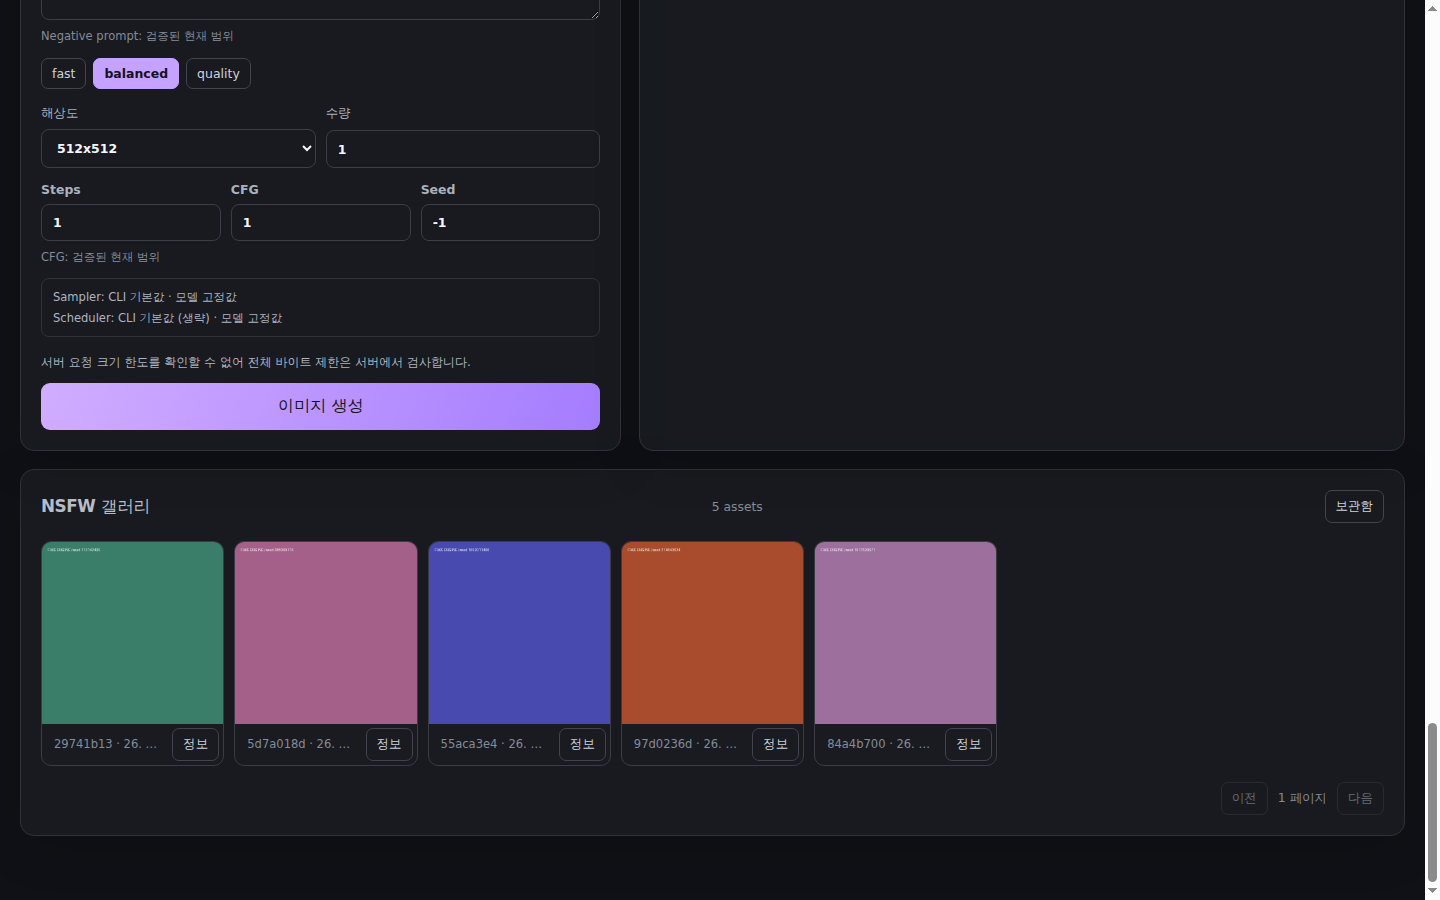 Negative prompt: 검증된 현재 범위
fast
balanced
quality
해상도
수량
512x512
1
Steps
CFG
Seed
1
1
-1
CFG: 검증된 현재 범위
Sampler: CLI 기본값 · 모델 고정값
Scheduler: CLI 기본값 (생략) · 모델 고정값
서버 요청 크기 한도를 확인할 수 없어 전체 바이트 제한은 서버에서 검사합니다.
이미지 생성
NSFW 갤러리
5 assets
보관함
29741b13 · 26. ...
정보
5d7a018d · 26. ...
정보
55aca3e4 · 26. ...
정보
97d0236d · 26. ...
정보
84a4b700 · 26. ...
정보
이전
1 페이지
다음